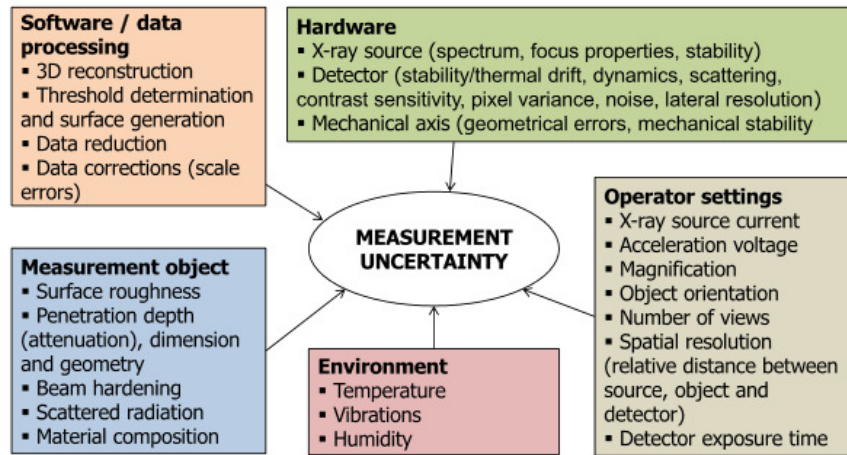 Software / data
processing
▪ 3D reconstruction
▪ Threshold determination
and surface generation
▪ Data reduction
▪ Data corrections (scale
errors)
Hardware
▪ X-ray source (spectrum, focus properties, stability)
▪ Detector (stability/thermal drift, dynamics, scattering,
contrast sensitivity, pixel variance, noise, lateral resolution)
▪ Mechanical axis (geometrical errors, mechanical stability
MEASUREMENT
UNCERTAINTY
Operator settings
▪ X-ray source current
▪ Acceleration voltage
▪ Magnification
▪ Object orientation
▪ Number of views
▪ Spatial resolution
(relative distance between
source, object and
detector)
▪ Detector exposure time
Measurement object
▪ Surface roughness
▪ Penetration depth
(attenuation), dimension
and geometry
▪ Beam hardening
▪ Scattered radiation
▪ Material composition
Environment
▪ Temperature
▪ Vibrations
▪ Humidity